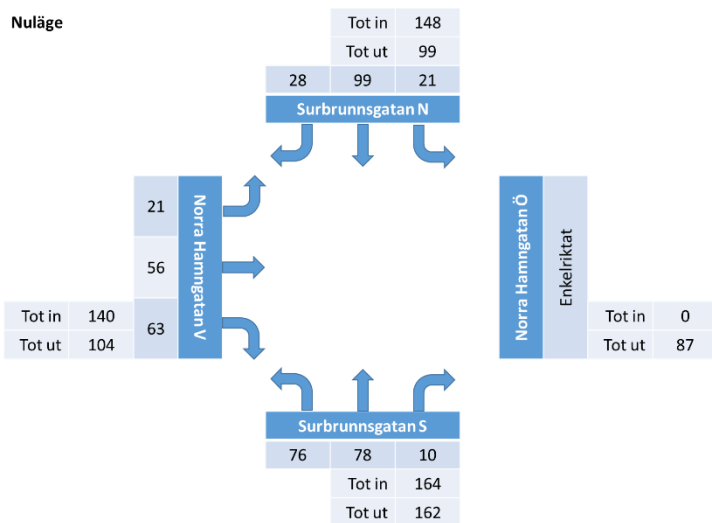 Nuläge
Tot in 148
Tot ut 99
28 99 21
Surbrunnsgatan N
21
56
63
Norra Hamngatan V
Tot in 140
Tot ut 104
Norra Hamngatan Ö
Enkelriktat
Tot in 0
Tot ut 87
Surbrunnsgatan S
76 78 10
Tot in 164
Tot ut 162